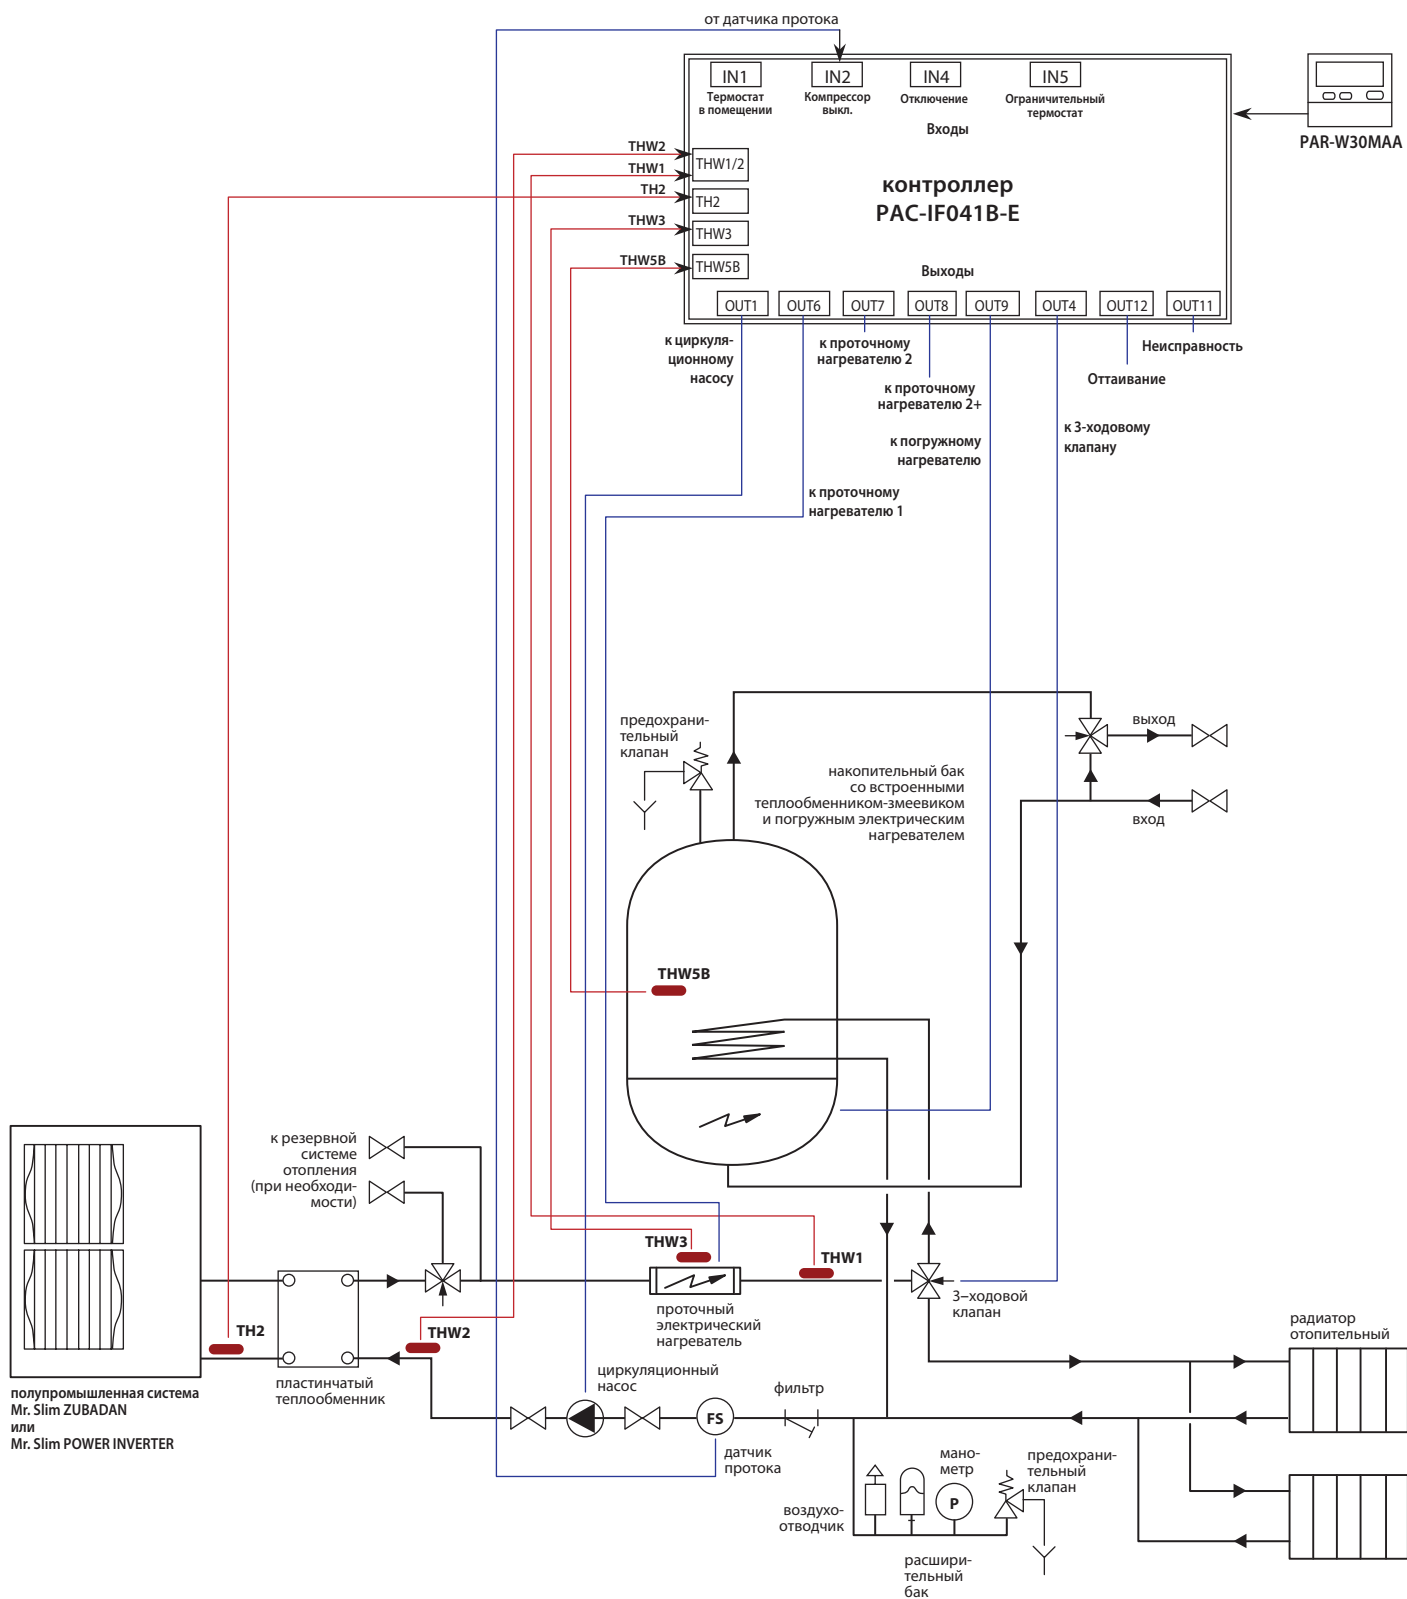 от датчика протока
IN1
IN2
IN4
IN5
Термостат
в помещении
Компрессор
выкл.
Отключение
Ограничительный
термостат
Входы
PAR-W30MAA
THW2
THW1
TH2
THW3
THW5B
THW1/2
TH2
THW3
THW5B
контроллер
PAC-IF041B-E
Выходы
OUT1
OUT6
OUT7
OUT8
OUT9
OUT4
OUT12
OUT11
к циркуля-
ционному
насосу
к проточному
нагревателю 2
Неисправность
к проточному
нагревателю 2+
Оттаивание
к погружному
нагревателю
к 3-ходовому
клапану
к проточному
нагревателю 1
предохрани-
тельный
клапан
выход
вход
накопительный бак
со встроенными
теплообменником-змеевиком
и погружным электрическим
нагревателем
THW5B
к резервной
системе
отопления
(при необходи-
мости)
THW3
THW1
проточный
электрический
нагреватель
3–ходовой
клапан
радиатор
отопительный
TH2
THW2
пластинчатый
теплообменник
полупромышленная система
Mr. Slim ZUBADAN
или
Mr. Slim POWER INVERTER
циркуляционный
насос
FS
датчик
протока
фильтр
воздухо-
отводчик
мано-
метр
P
предохрани-
тельный
клапан
расшири-
тельный
бак